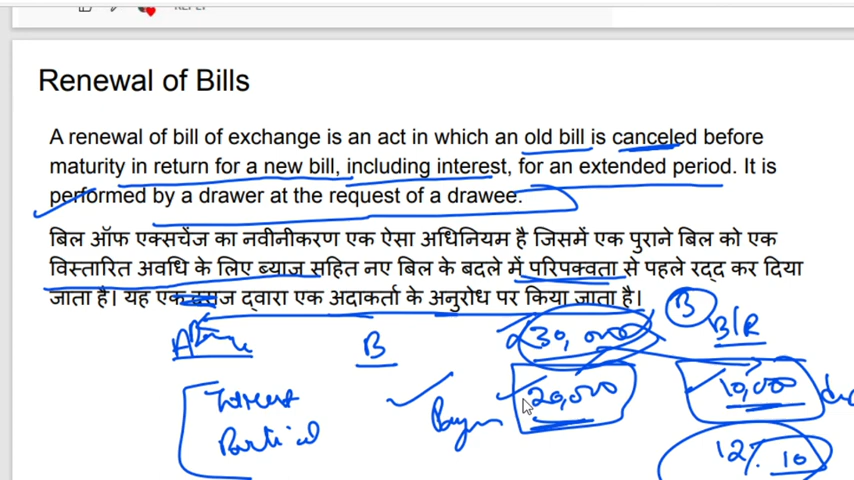 REPLY
Renewal of Bills
A renewal of bill of exchange is an act in which an old bill is canceled before
maturity in return for a new bill, including interest, for an extended period. It is
performed by a drawer at the request of a drawee.
बिल ऑफ एक्सचेंज का नवीनीकरण एक ऐसा अधिनियम है जिसमें एक पुराने बिल को एक
विस्तारित अवधि के लिए ब्याज सहित नए बिल के बदले में परिपक्वता से पहले रद्द कर दिया
जाता है। यह एक द्वारा एक अदाकर्ता के अनुरोध पर किया जाता है।
B B/R
B 30,000
Interest 20,000 10,000
Partial
12% 10